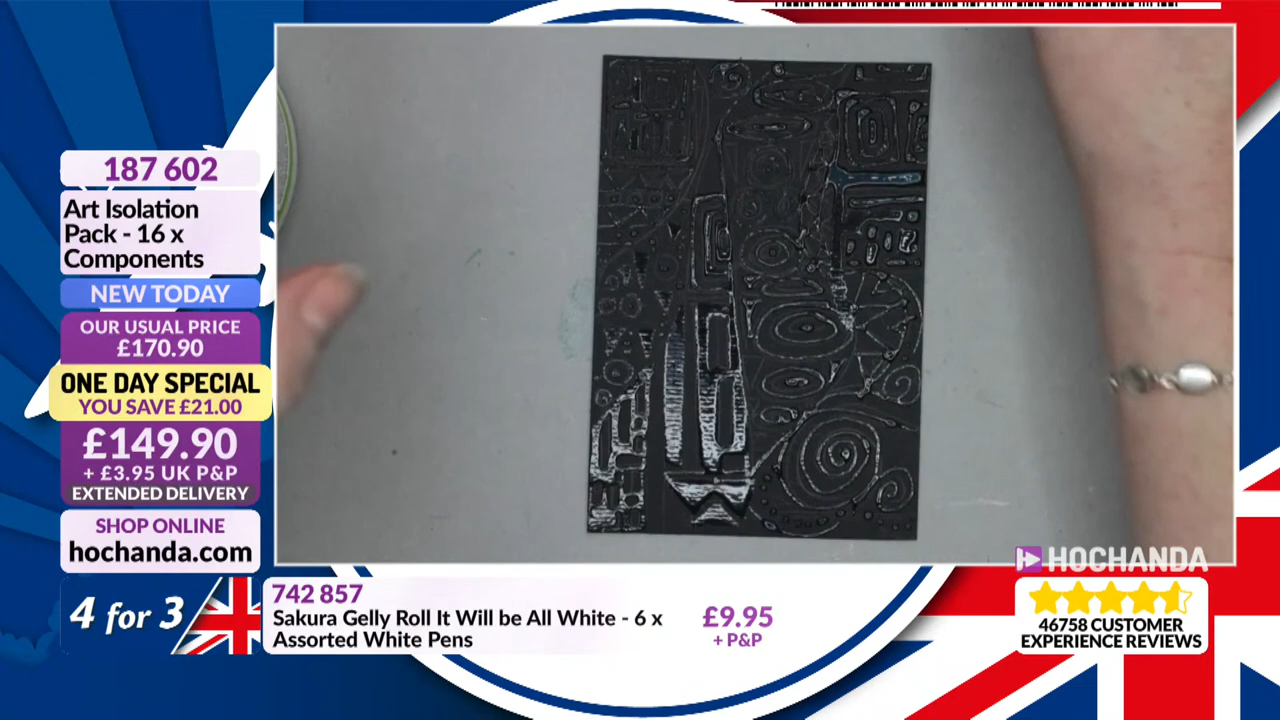 187 602
Art Isolation
Pack - 16 x
Components
NEW TODAY
OUR USUAL PRICE
£170.90
ONE DAY SPECIAL
YOU SAVE £21.00
£149.90
+ £3.95 UK P&P
EXTENDED DELIVERY
SHOP ONLINE
hochanda.com
4 for 3
742 857
Sakura Gelly Roll It Will be All White - 6 x
Assorted White Pens
£9.95
+ P&P
HOCHANDA
46758 CUSTOMER
EXPERIENCE REVIEWS